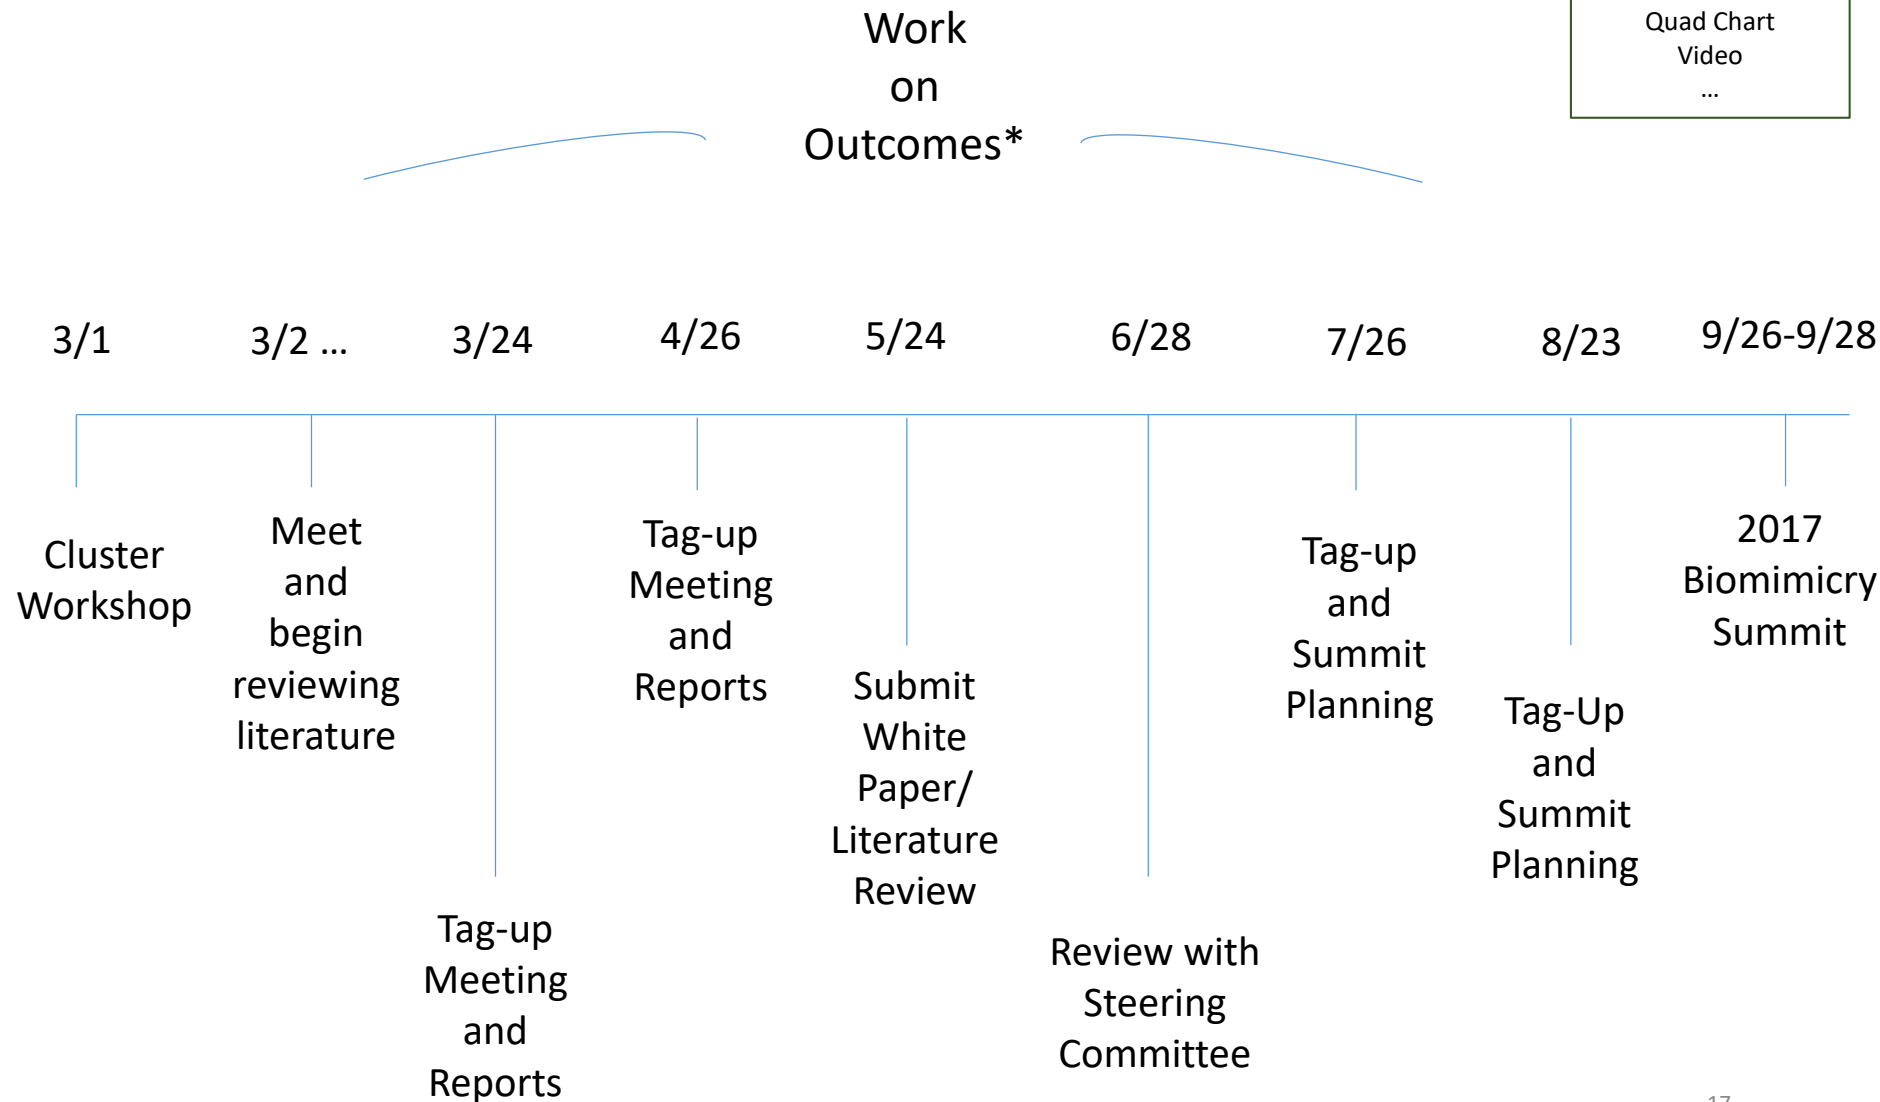 Work
on
Outcomes*
Quad Chart
Video
...
3/1
3/2 ...
3/24
4/26
5/24
6/28
7/26
8/23
9/26-9/28
Cluster
Workshop
Meet
and
begin
reviewing
literature
Tag-up
Meeting
and
Reports
Tag-up
Meeting
and
Reports
Submit
White
Paper/
Literature
Review
Review with
Steering
Committee
Tag-up
and
Summit
Planning
Tag-Up
and
Summit
Planning
2017
Biomimicry
Summit
17